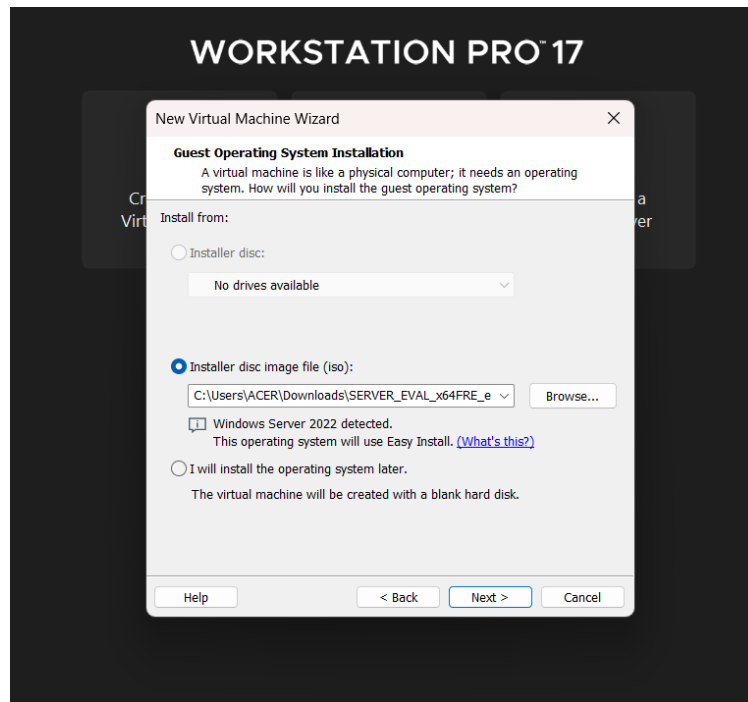 WORKSTATION PRO™ 17
New Virtual Machine Wizard
Guest Operating System Installation
A virtual machine is like a physical computer; it needs an operating
system. How will you install the guest operating system?
Cr
a
Virt
er
Install from:
Installer disc:
No drives available
Installer disc image file (iso):
C:\Users\ACER\Downloads\SERVER_EVAL_x64FRE_e
Browse...
Windows Server 2022 detected.
This operating system will use Easy Install. (What's this?)
I will install the operating system later.
The virtual machine will be created with a blank hard disk.
Help
< Back
Next >
Cancel